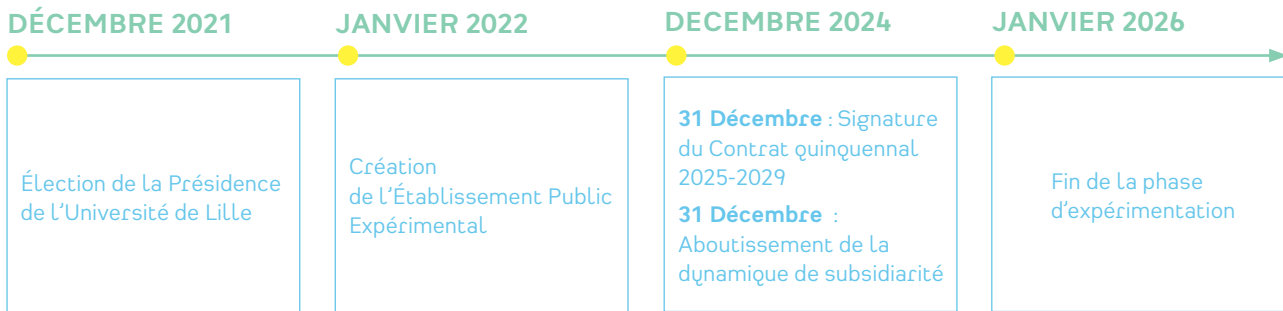 DÉCEMBRE 2021
JANVIER 2022
DECEMBRE 2024
JANVIER 2026
Élection de la Présidence
de l'Université de Lille
Création
de l'Établissement Public
Expérimental
31 Décembre : Signature
du Contrat quinquennal
2025-2029
31 Décembre :
Aboutissement de la
dynamique de subsidiarité
Fin de la phase
d'expérimentation